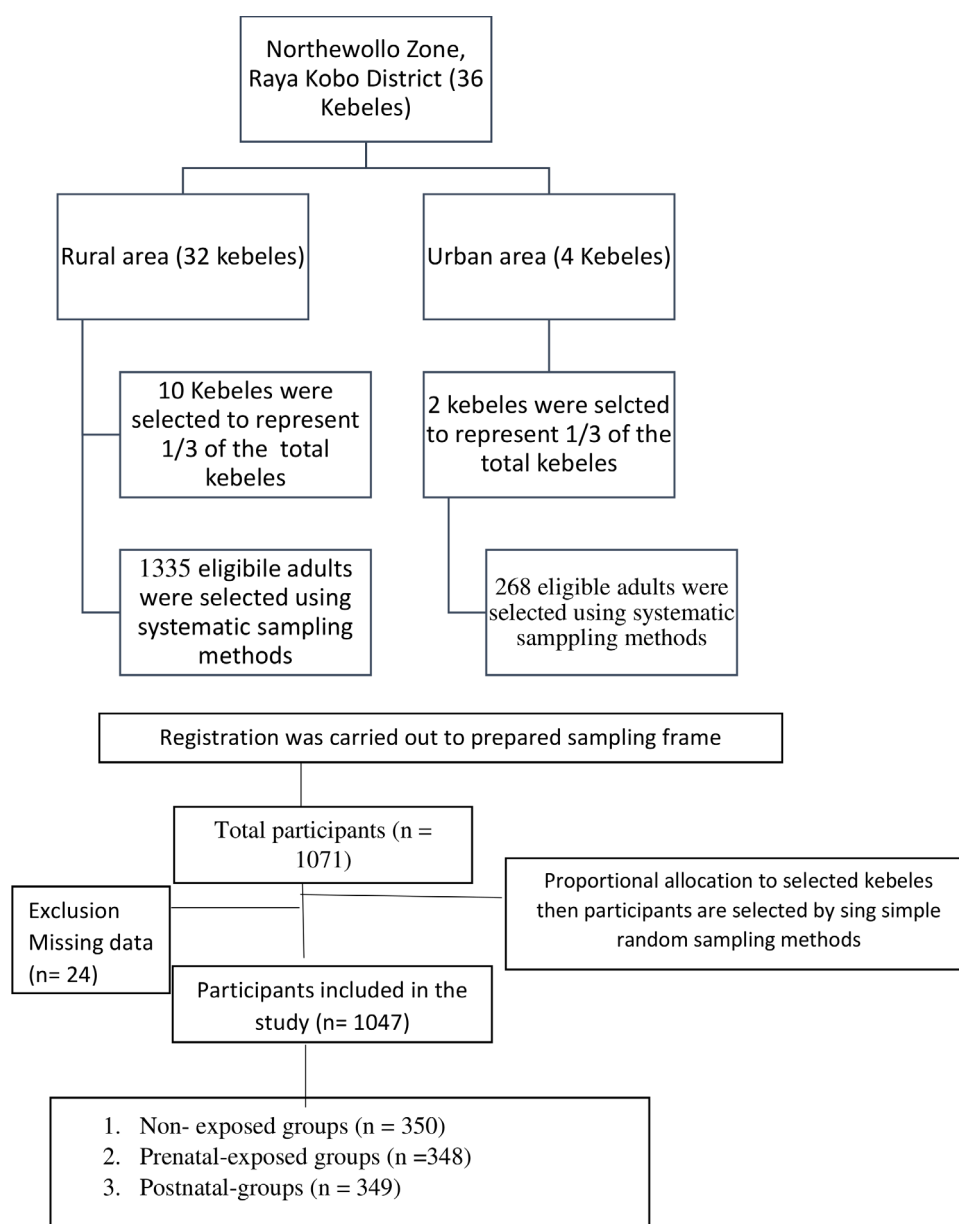 Northewollo Zone,
Raya Kobo District (36
Kebeles)
Rural area (32 kebeles)
Urban area (4 Kebeles)
10 Kebeles were
selected to represent
1/3 of the total
kebeles
2 kebeles were selcted
to represent 1/3 of the
total kebeles
1335 eligibile adults
were selected using
systematic sampling
methods
268 eligible adults were
selected using systematic
samppling methods
Registration was carried out to prepared sampling frame
Total participants (n =
1071)
Proportional allocation to selected kebeles
then participants are selected by sing simple
random sampling methods
Exclusion
Missing data
(n= 24)
Participants included in the
study (n= 1047)
1. Non- exposed groups (n = 350)
2. Prenatal-exposed groups (n =348)
3. Postnatal-groups (n = 349)